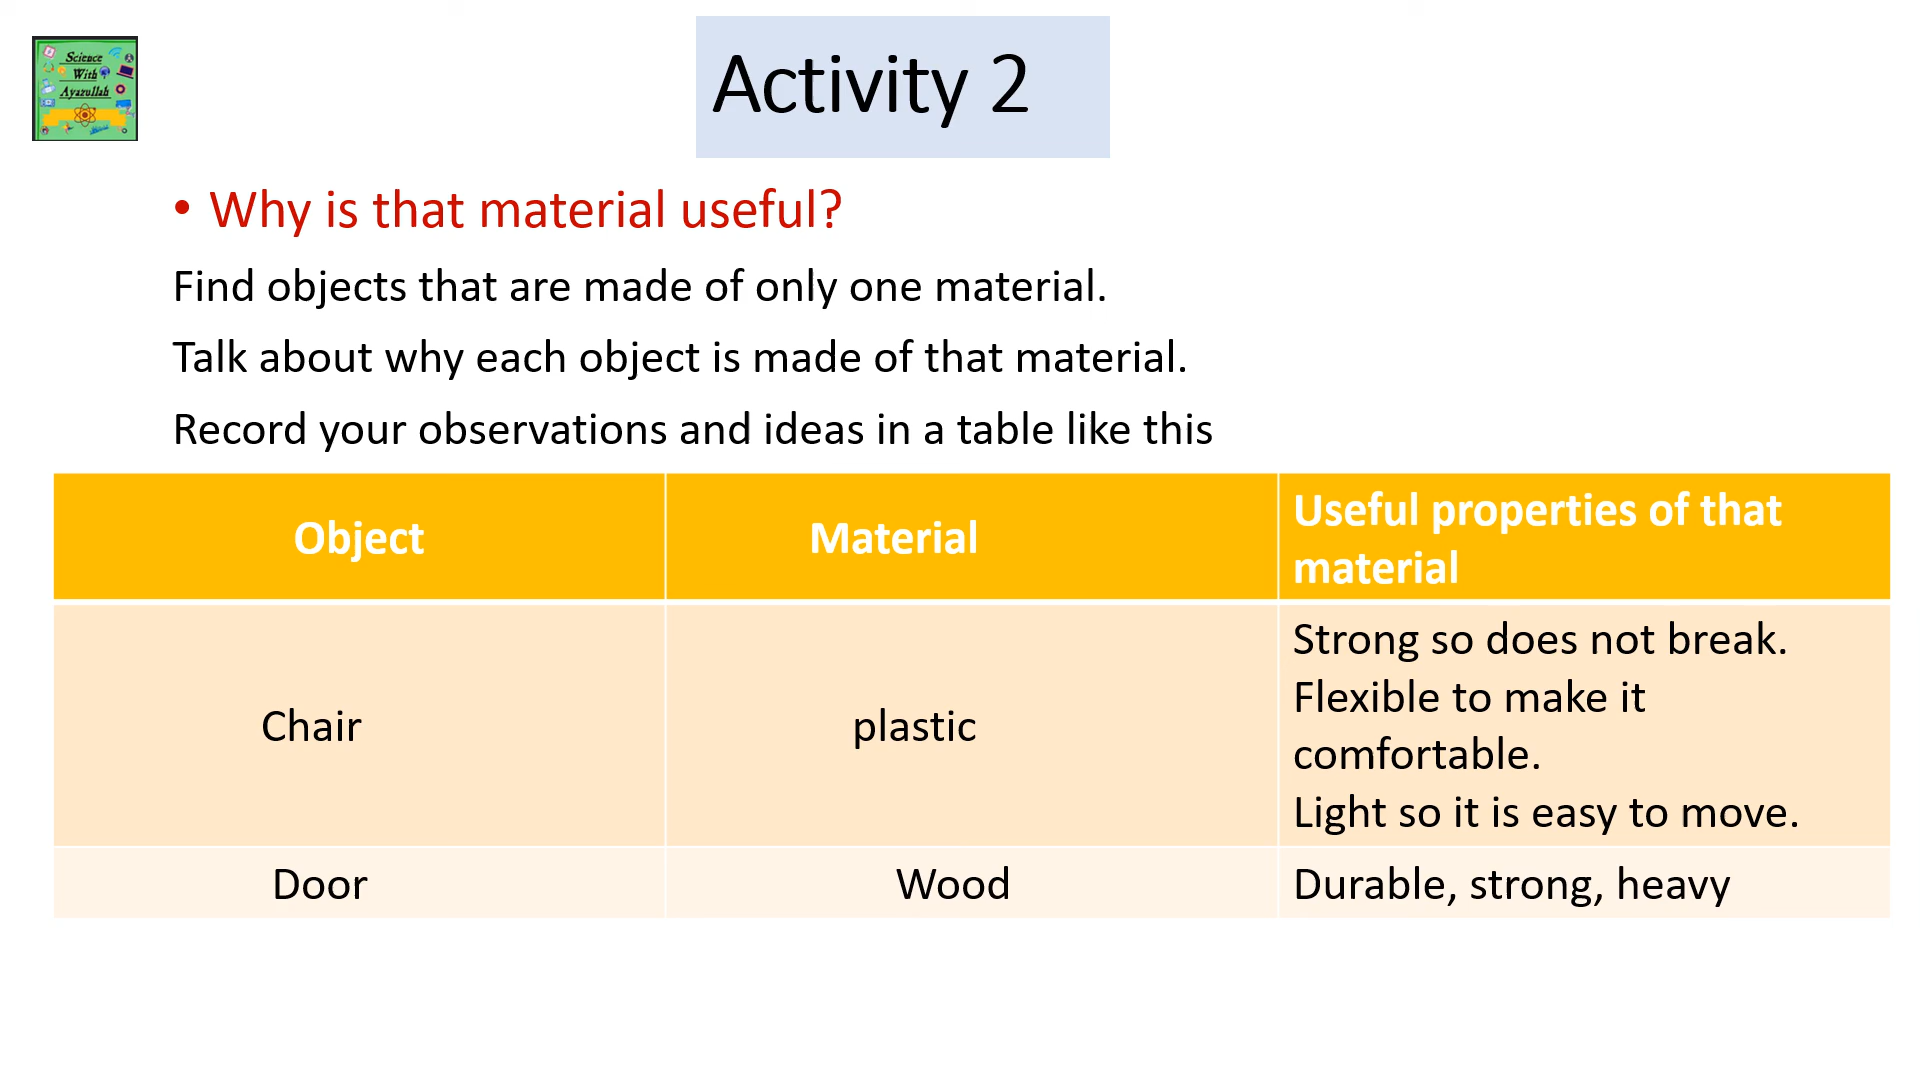 Science
With
Ayazullah
Activity 2
• Why is that material useful?
Find objects that are made of only one material.
Talk about why each object is made of that material.
Record your observations and ideas in a table like this
Object
Material
Useful properties of that
material
Chair
plastic
Strong so does not break.
Flexible to make it
comfortable.
Light so it is easy to move.
Door
Wood
Durable, strong, heavy